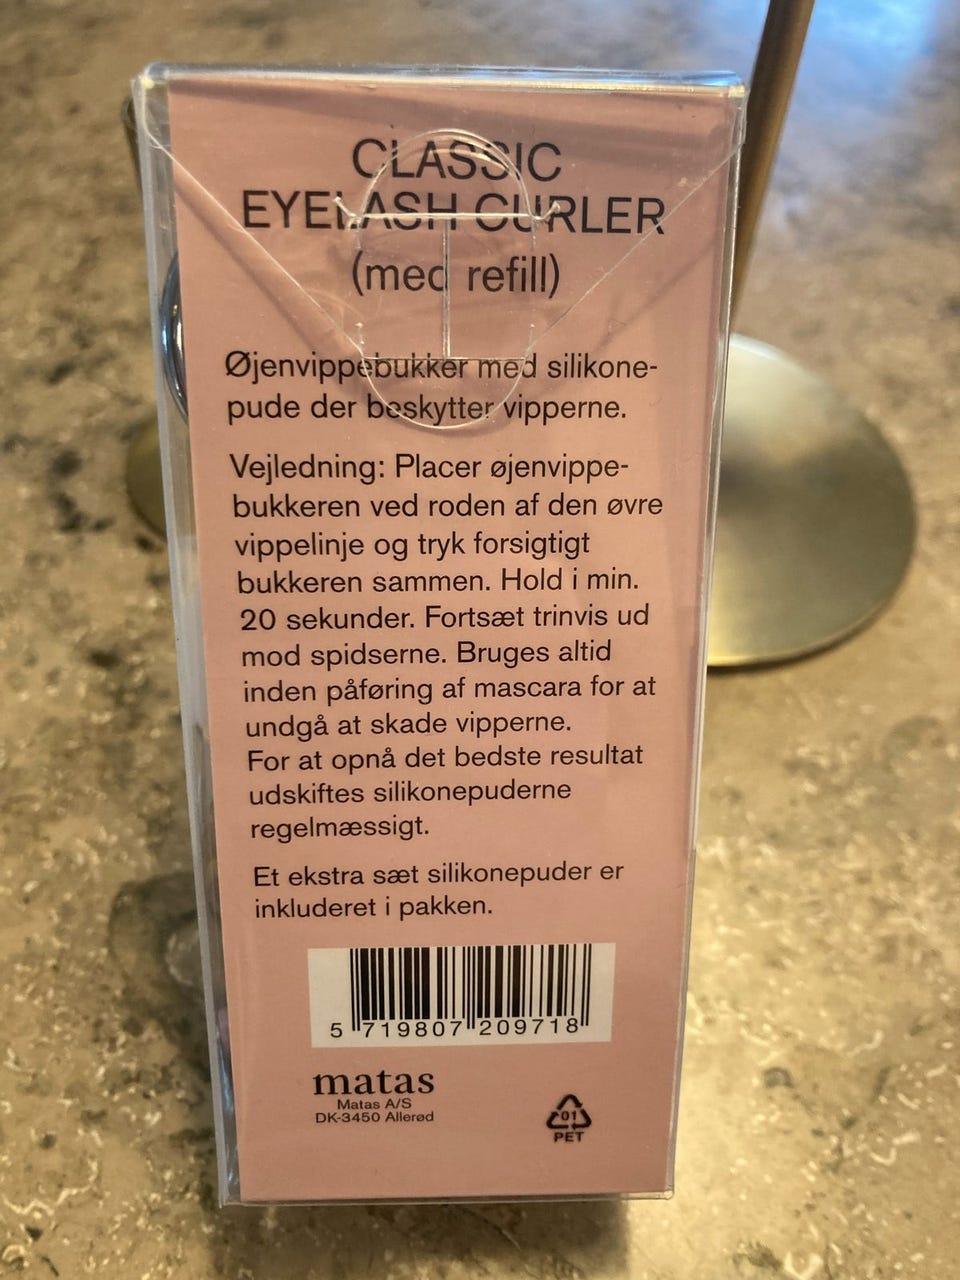 CLASSIC
EYELASH CURLER
(med refill)
Øjenvippebukker med silikone-
pude der beskytter vipperne.
Vejledning: Placer øjenvippe-
bukkeren ved roden af den øvre
vippelinje og tryk forsigtigt
bukkeren sammen. Hold i min.
20 sekunder. Fortsæt trinvis ud
mod spidserne. Bruges altid
inden påføring af mascara for at
undgå at skade vipperne.
For at opnå det bedste resultat
udskiftes silikonepuderne
regelmæssigt.
Et ekstra sæt silikonepuder er
inkluderet i pakken.
5 719807 209718
matas
Matas A/S
DK-3450 Allerød
01
PET